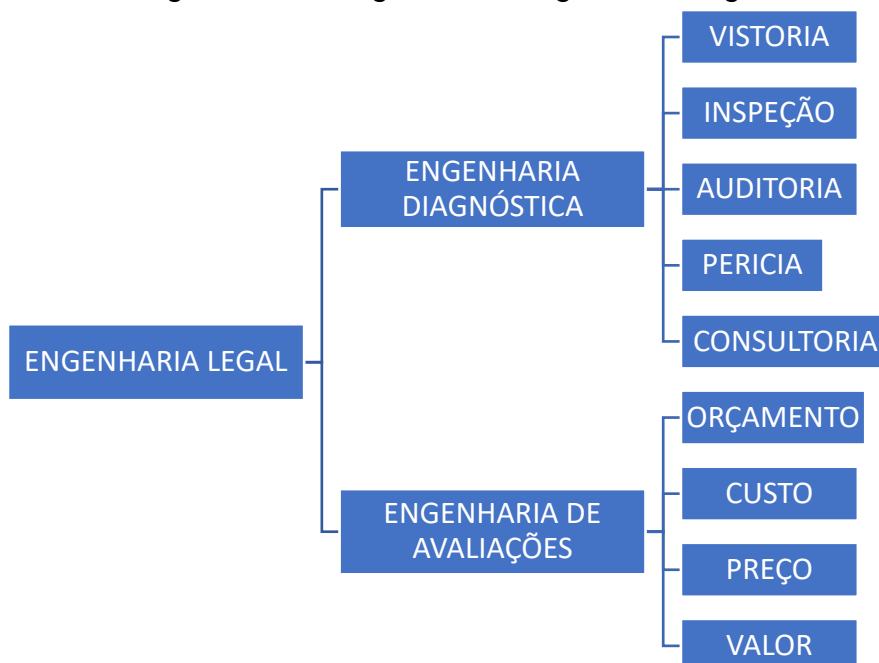 VISTORIA
INSPEÇÃO
ENGENHARIA
DIAGNÓSTICA
AUDITORIA
PERICIA
CONSULTORIA
ENGENHARIA LEGAL
ORÇAMENTO
CUSTO
ENGENHARIA DE
AVALIAÇÕES
PREÇO
VALOR